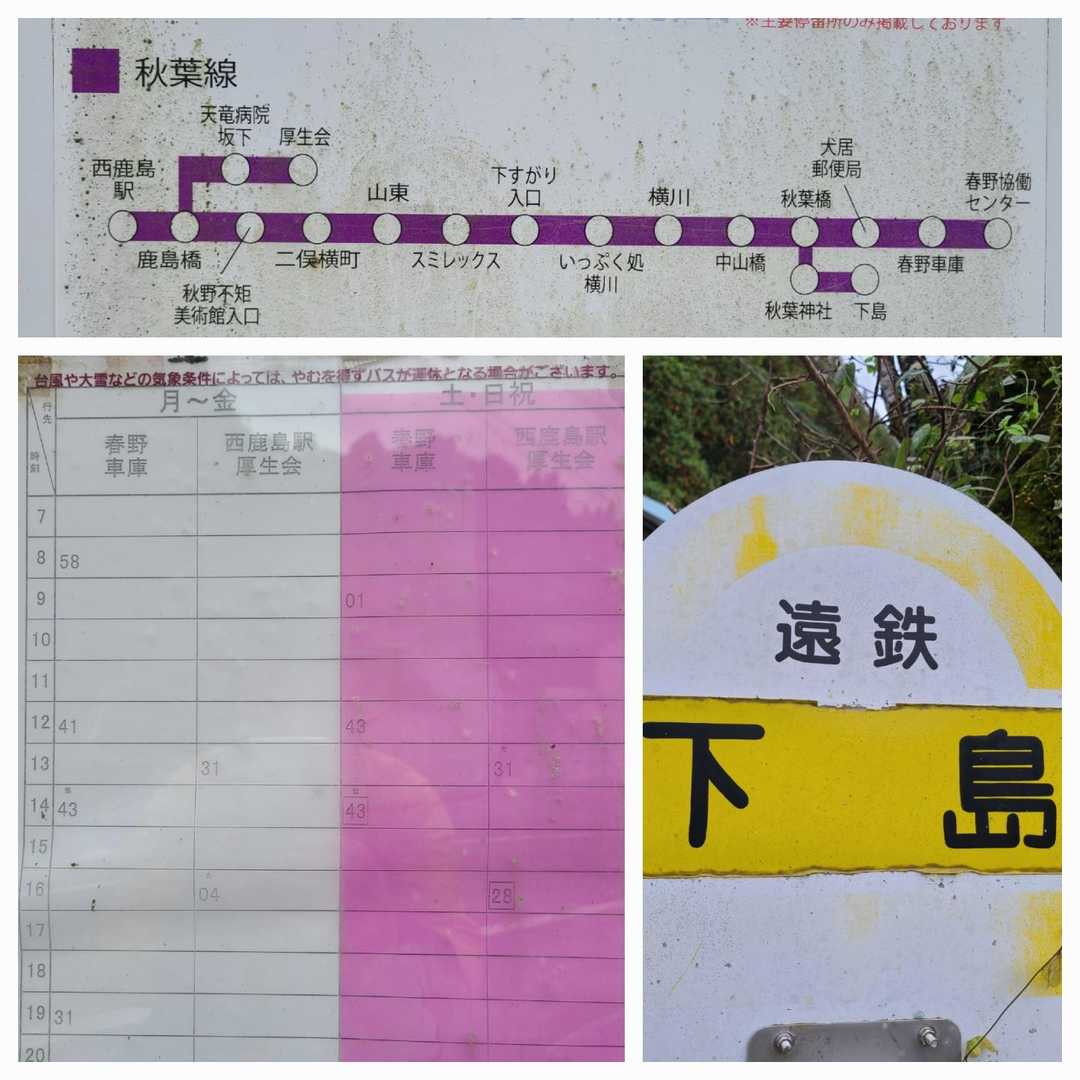 ※主要停留所のみ掲載しております。
秋葉線
天竜病院
坂下
厚生会
西鹿島
駅
山東
下すがり
入口
横川
犬居
郵便局
秋葉橋
春野協働
センター
鹿島橋
秋野不矩
美術館入口
二俣横町
スミレックス
いっぷく処
横川
中山橋
春野車庫
秋葉神社
下島
台風や大雪などの気象条件によっては、やむを得ずバスが運休となる場合がございます。
行先
時刻
月～金
土・日祝
春野
車庫
西鹿島駅
厚生会
春野
車庫
西鹿島駅
厚生会
7
8 58
9 01
10
11
12 41 43
13 31 31
14 43 43
15
16 04 28
17
18
19 31
20
遠鉄
下島